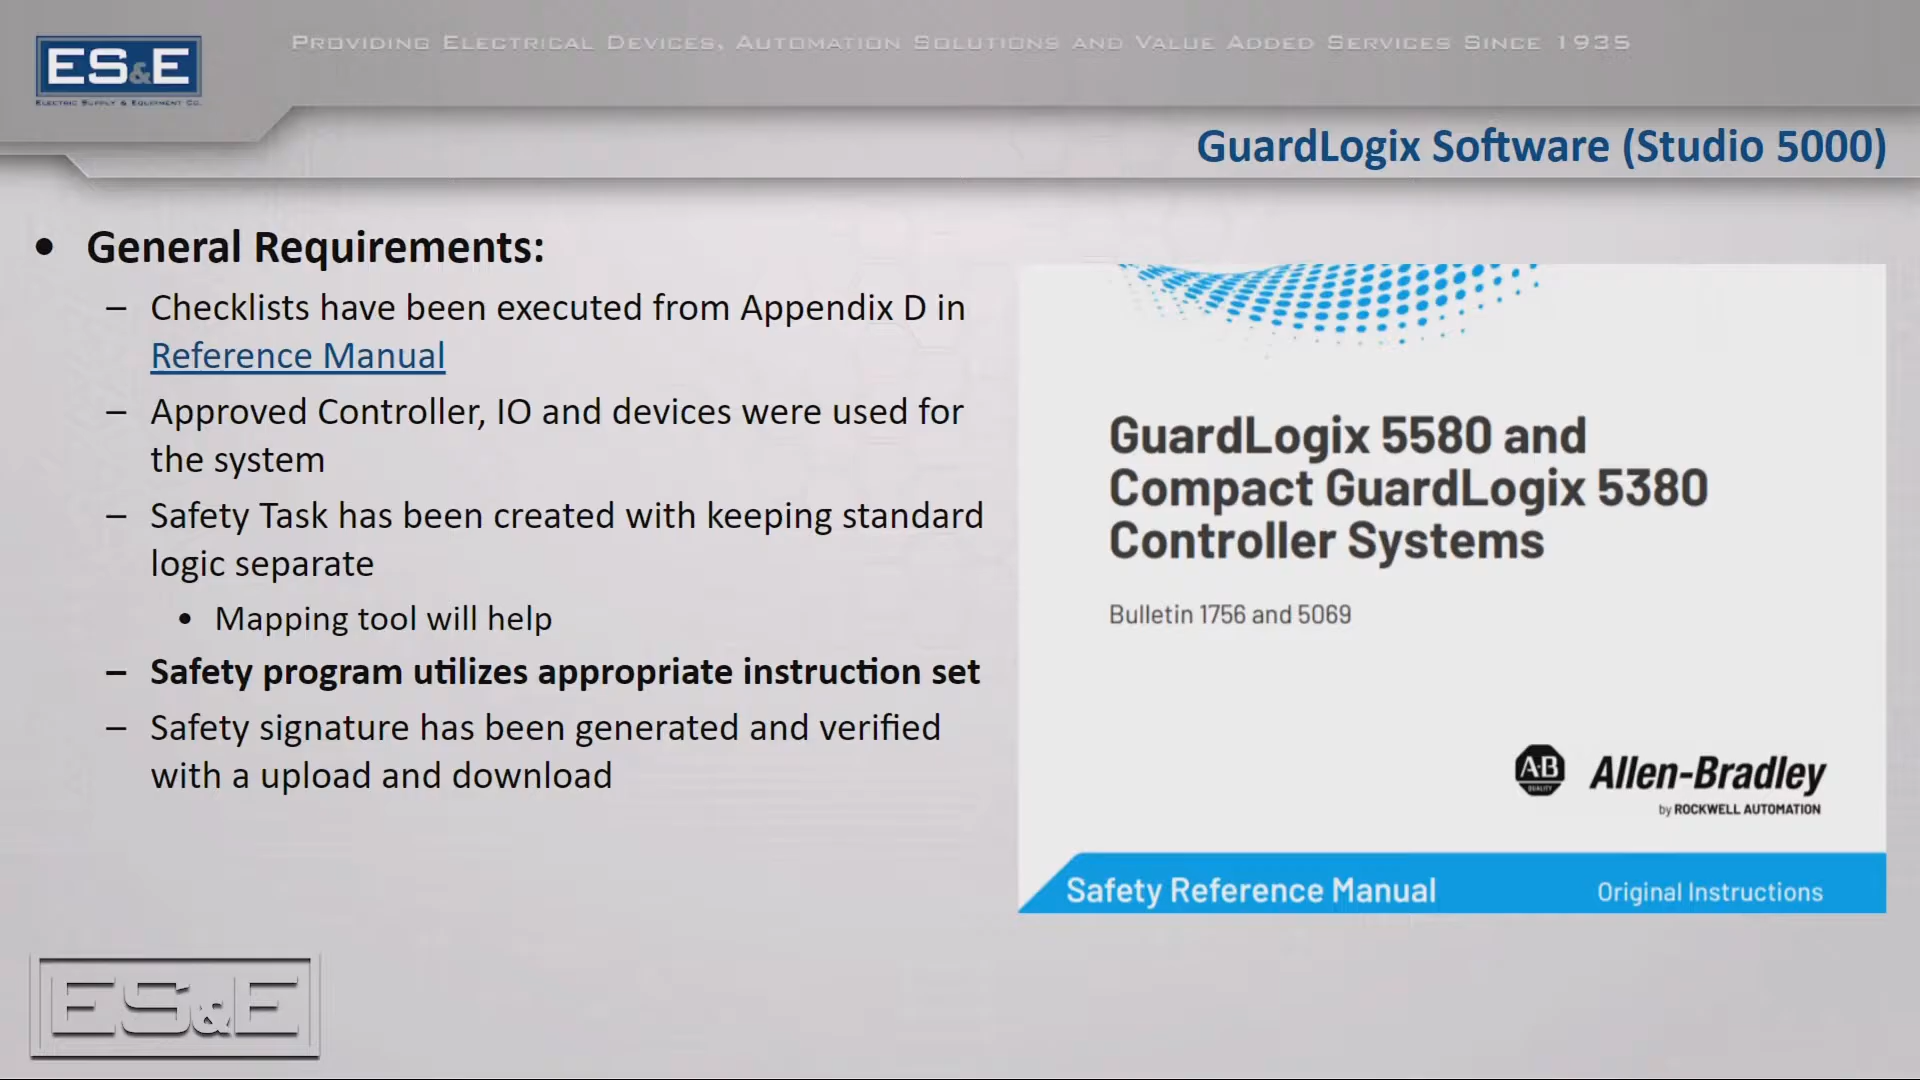 ES&E
Electric Supply & Equipment Co.
Providing Electrical Devices, Automation Solutions and Value Added Services Since 1935
GuardLogix Software (Studio 5000)
• General Requirements:
– Checklists have been executed from Appendix D in
Reference Manual
– Approved Controller, IO and devices were used for
the system
– Safety Task has been created with keeping standard
logic separate
• Mapping tool will help
– Safety program utilizes appropriate instruction set
– Safety signature has been generated and verified
with a upload and download
GuardLogix 5580 and
Compact GuardLogix 5380
Controller Systems
Bulletin 1756 and 5069
AB
QUALITY
Allen-Bradley
by ROCKWELL AUTOMATION
Safety Reference Manual
Original Instructions
ES&E